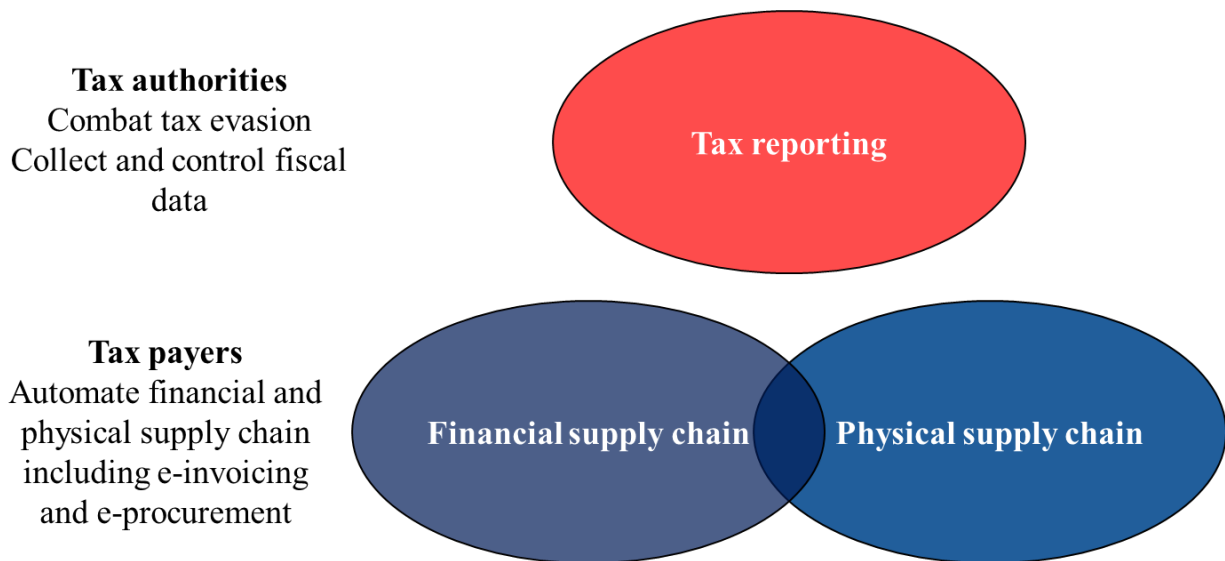 Tax authorities
Combat tax evasion
Collect and control fiscal
data
Tax reporting
Tax payers
Automate financial and
physical supply chain
including e-invoicing
and e-procurement
Financial supply chain
Physical supply chain